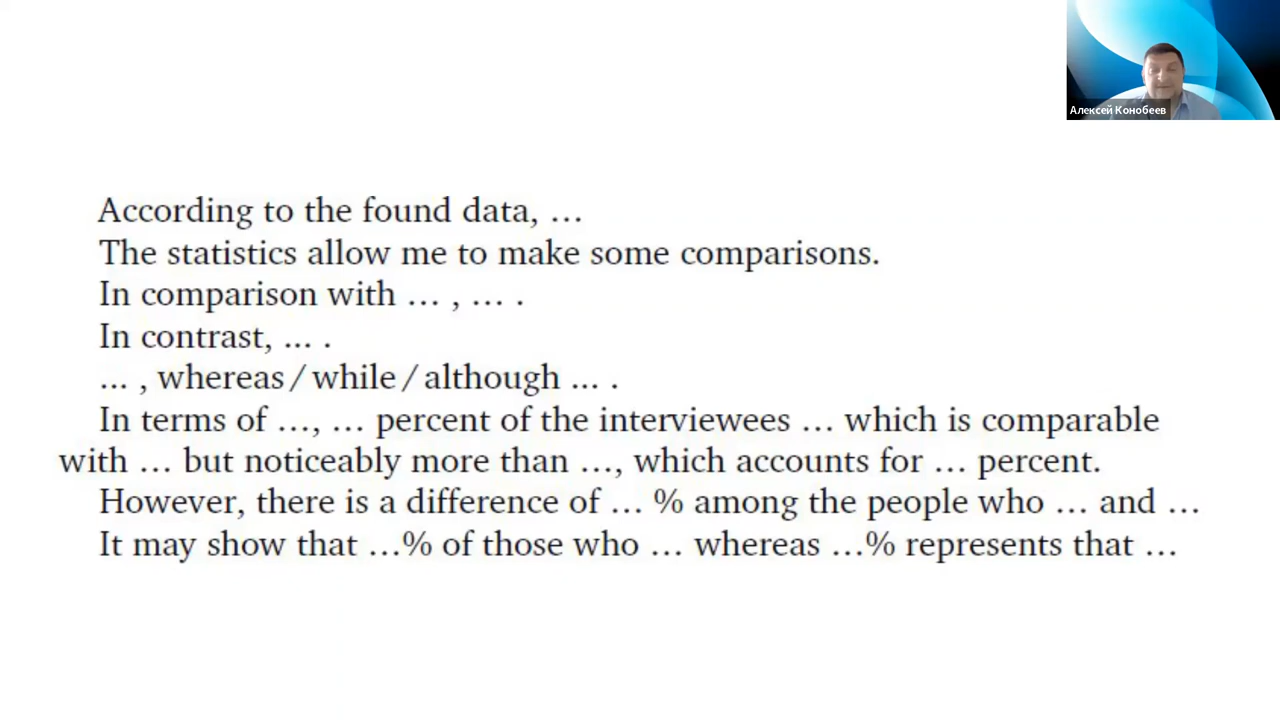 Алексей Конобеев
According to the found data, …
The statistics allow me to make some comparisons.
In comparison with … , … .
In contrast, … .
… , whereas / while / although … .
In terms of …, … percent of the interviewees … which is comparable
with … but noticeably more than …, which accounts for … percent.
However, there is a difference of … % among the people who … and …
It may show that …% of those who … whereas …% represents that …